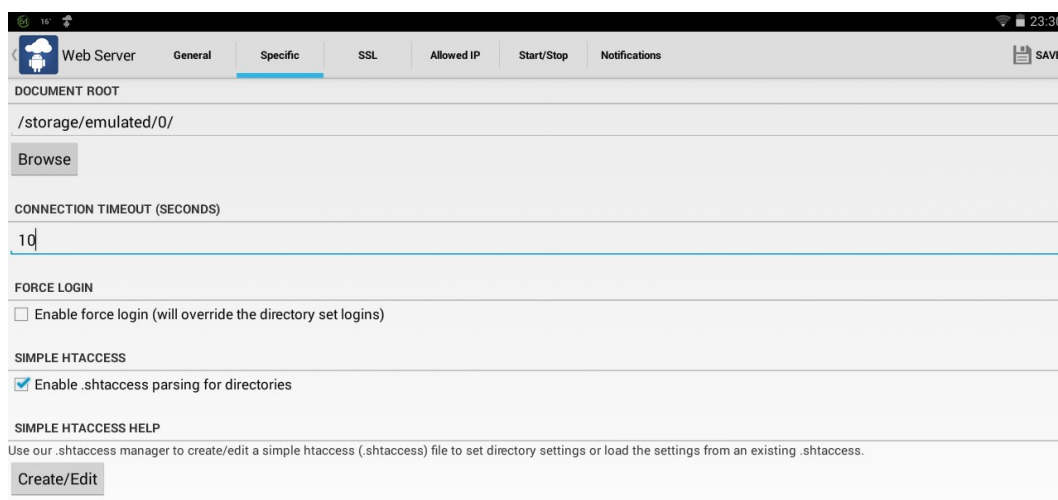 16°
23:30
Web Server
General
Specific
SSL
Allowed IP
Start/Stop
Notifications
SAVE
DOCUMENT ROOT
/storage/emulated/0/
Browse
CONNECTION TIMEOUT (SECONDS)
10
FORCE LOGIN
Enable force login (will override the directory set logins)
SIMPLE HTACCESS
Enable .shtaccess parsing for directories
SIMPLE HTACCESS HELP
Use our .shtaccess manager to create/edit a simple htaccess (.shtaccess) file to set directory settings or load the settings from an existing .shtaccess.
Create/Edit